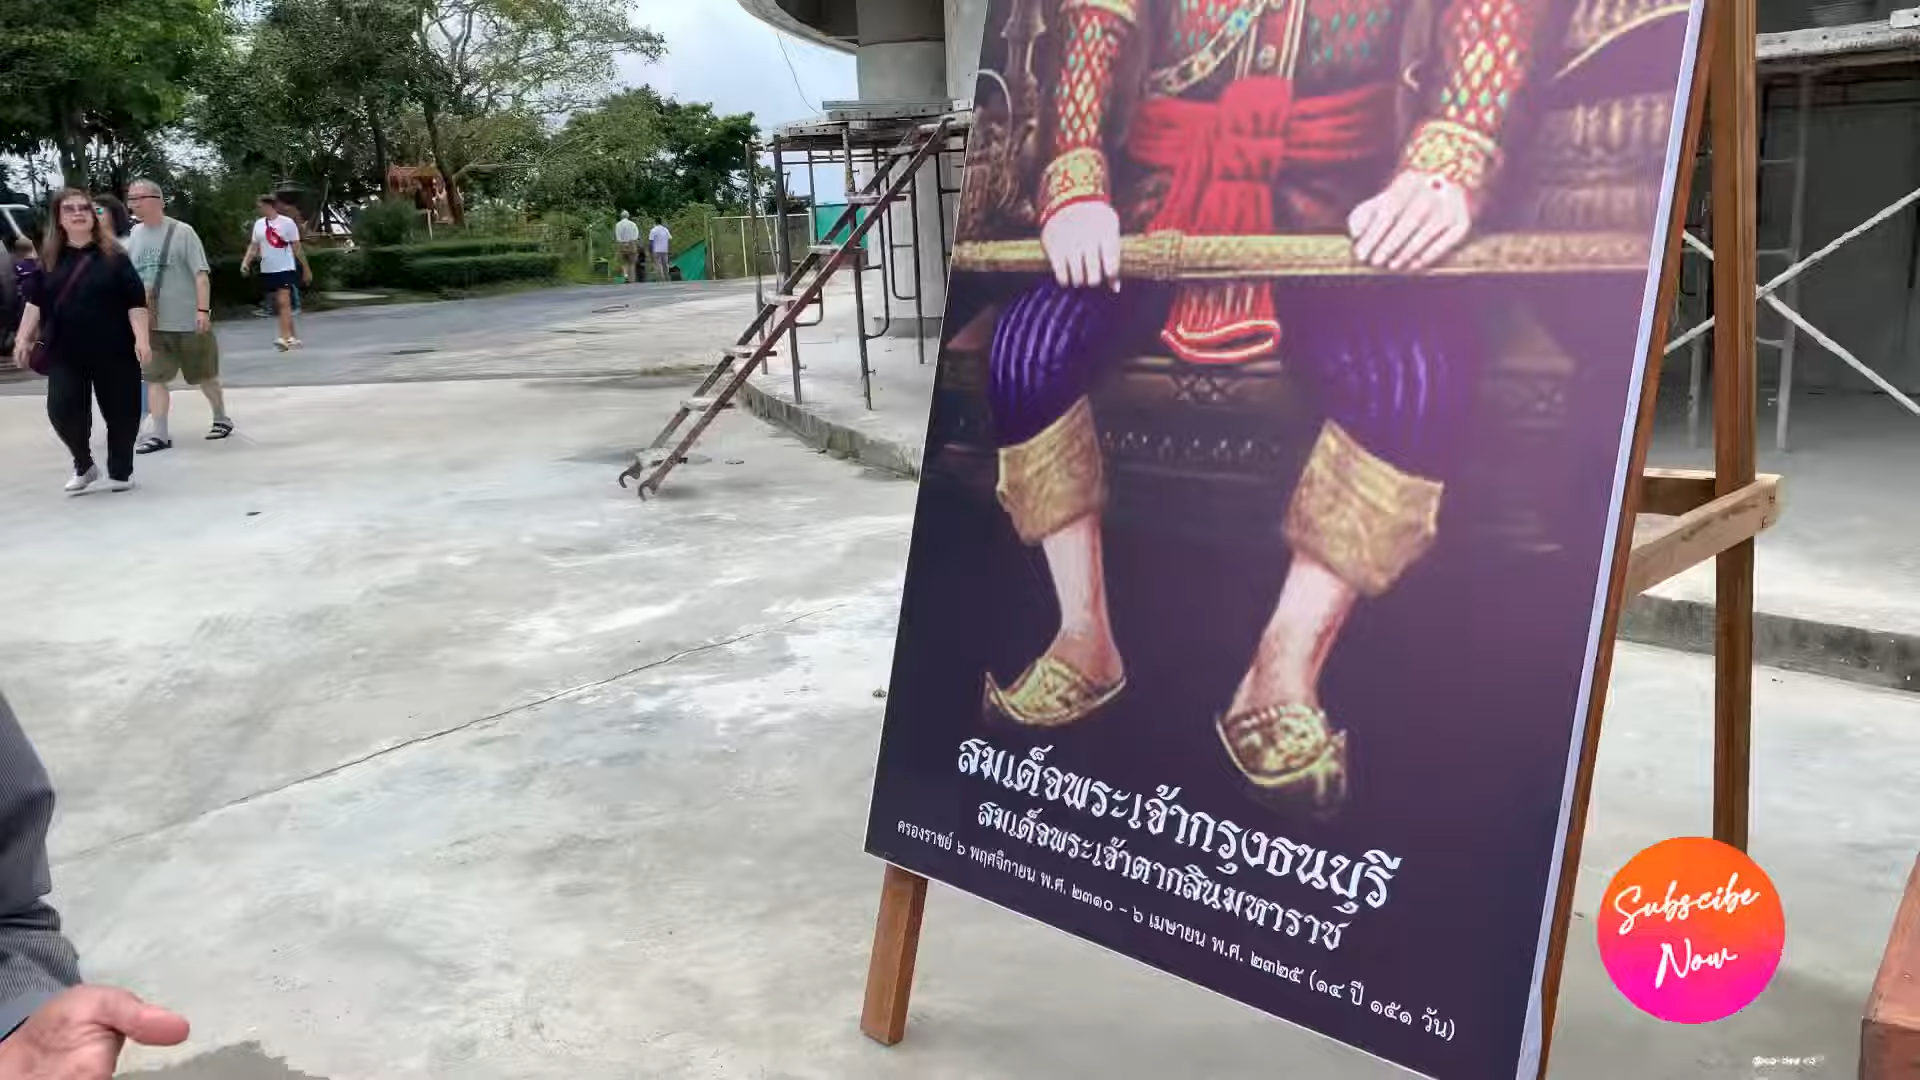 สมเด็จพระเจ้ากรุงธนบุรี
สมเด็จพระเจ้าตากสินมหาราช
ครองราชย์ ๖ พฤศจิกายน พ.ศ. ๒๓๑๐ - ๖ เมษายน พ.ศ. ๒๓๒๕ (๑๔ ปี ๑๕๑ วัน)
Subscibe
Now